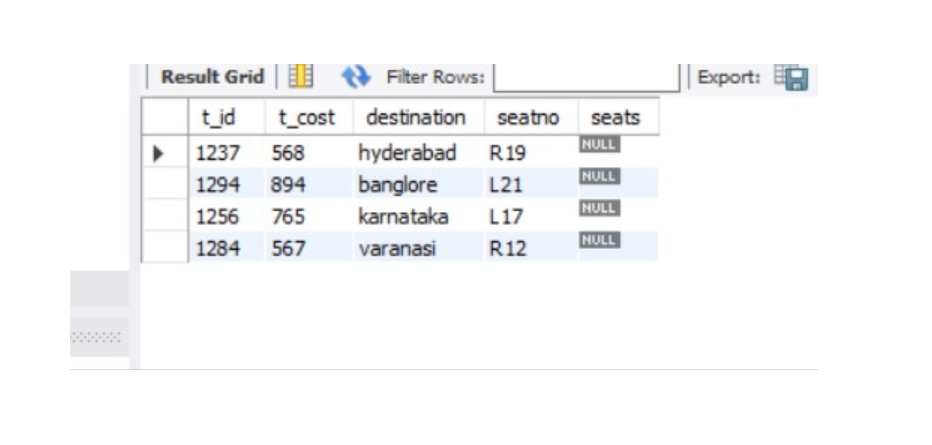 Result Grid Filter Rows: Export:
t_id t_cost destination seatno seats
1237 568 hyderabad R19 NULL
1294 894 banglore L21 NULL
1256 765 karnataka L17 NULL
1284 567 varanasi R12 NULL